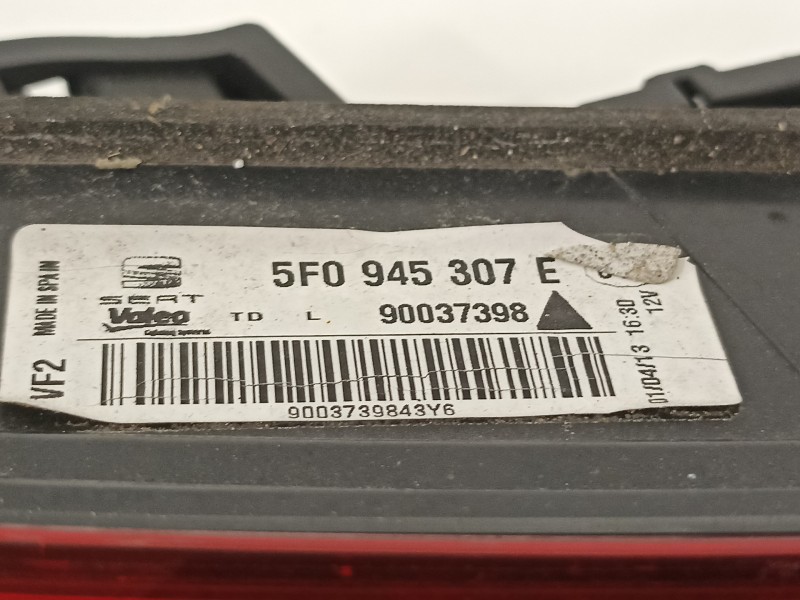 MADE IN SPAIN
VF2
SEAT
Valeo
5F0 945 307 E
TD L 90037398
9003739843Y6
01/04/13 16:30
12V